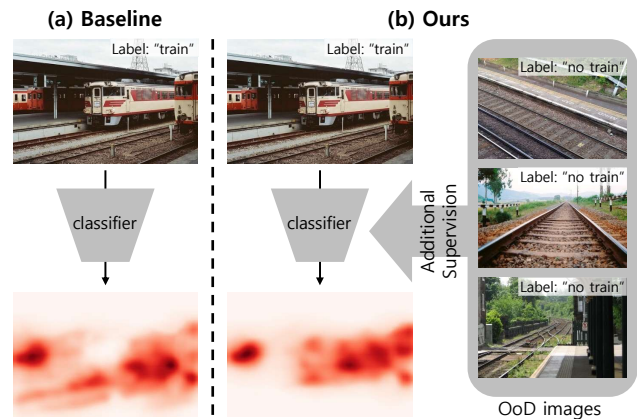 (a) Baseline
(b) Ours
Label: "train"
Label: "train"
Label: "no train"
Label: "no train"
Label: "no train"
classifier
classifier
Additional
Supervision
OoD images